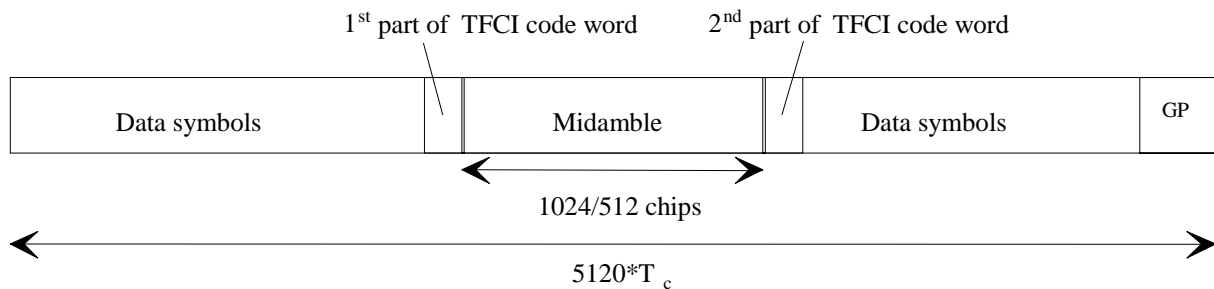 1st part of TFCI code word
2nd part of TFCI code word
Data symbols
Midamble
Data symbols
GP
1024/512 chips
5120*T c